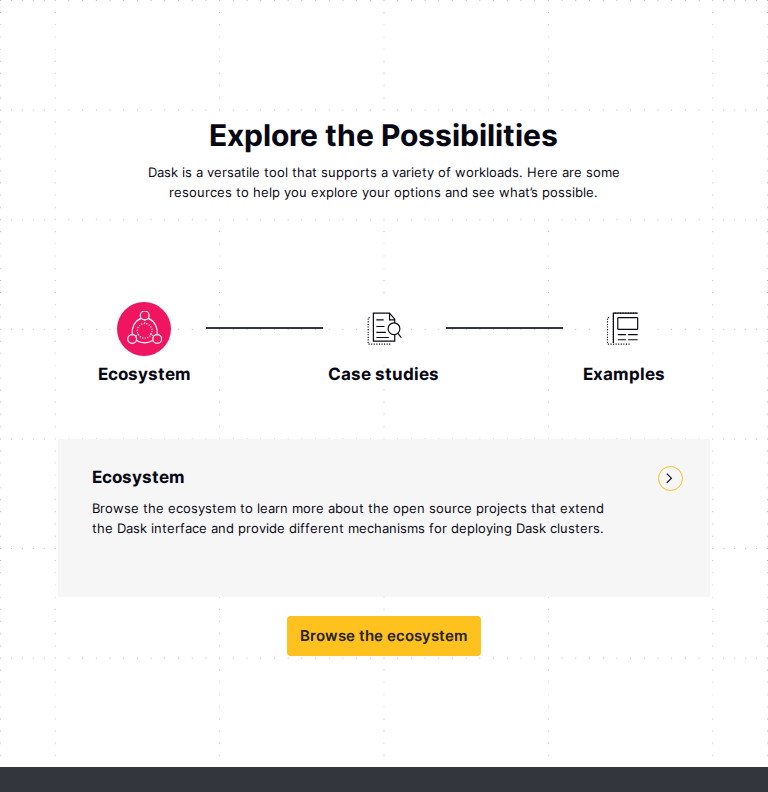 Explore the Possibilities
Dask is a versatile tool that supports a variety of workloads. Here are some
resources to help you explore your options and see what’s possible.
Ecosystem
Case studies
Examples
Ecosystem
Browse the ecosystem to learn more about the open source projects that extend
the Dask interface and provide different mechanisms for deploying Dask clusters.
Browse the ecosystem